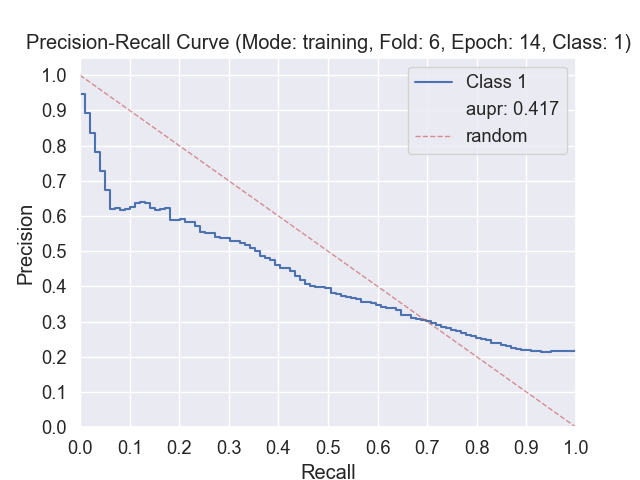 Precision-Recall Curve (Mode: training, Fold: 6, Epoch: 14, Class: 1)
1.0
0.9
0.8
0.7
0.6
0.5
0.4
0.3
0.2
0.1
0.0
Precision
Class 1
aupr: 0.417
random
0.0 0.1 0.2 0.3 0.4 0.5 0.6 0.7 0.8 0.9 1.0
Recall